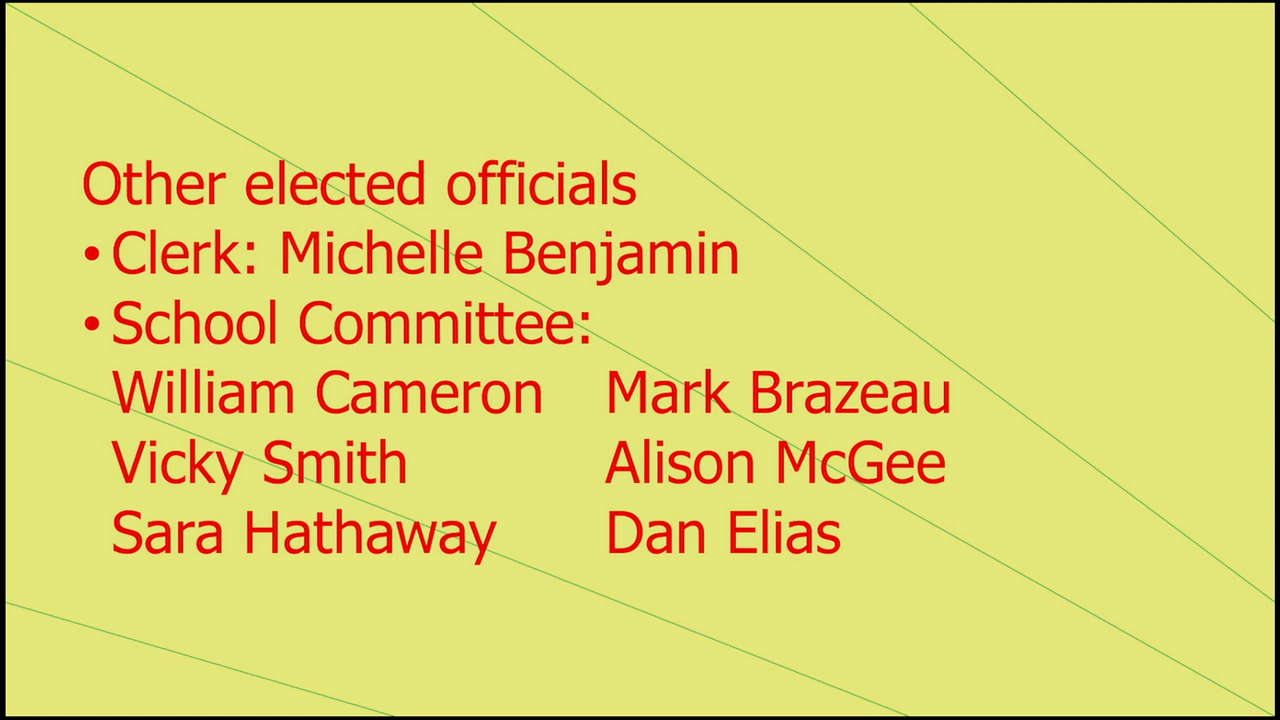 Other elected officials
• Clerk: Michelle Benjamin
• School Committee:
William Cameron Mark Brazeau
Vicky Smith Alison McGee
Sara Hathaway Dan Elias